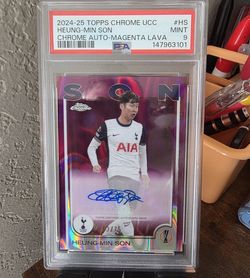 2024-25 TOPPS CHROME UCC #HS
HEUNG-MIN SON MINT
CHROME AUTO-MAGENTA LAVA 9
PSA 147963101
SON
Chrome
AIA
HEUNG-MIN SON